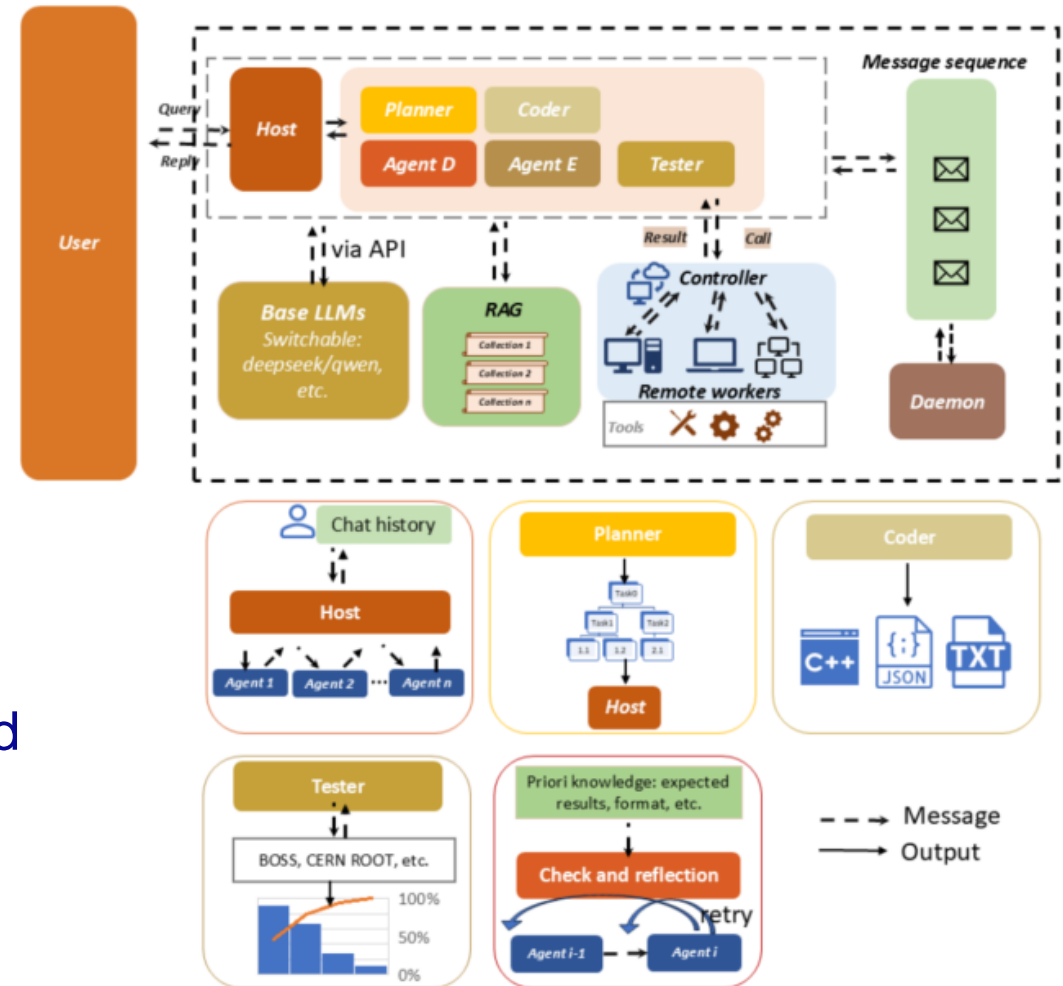 Message sequence
Query
Reply
User
Host
Planner
Coder
Agent D
Agent E
Tester
via API
Result
Call
Base LLMs
Switchable:
deepseek/qwen,
etc.
RAG
Collection 1
Collection 2
Collection n
Controller
Remote workers
Tools
Daemon
Chat history
Host
Agent 1
Agent 2
...
Agent n
Planner
Task0
Task1
Task2
1.1
1.2
2.1
Host
Coder
C++
{;}
JSON
TXT
d
Tester
BOSS, CERN ROOT, etc.
100%
50%
0%
Priori knowledge: expected
results, format, etc.
Check and reflection
retry
Agent i-1
Agent i
Message
Output